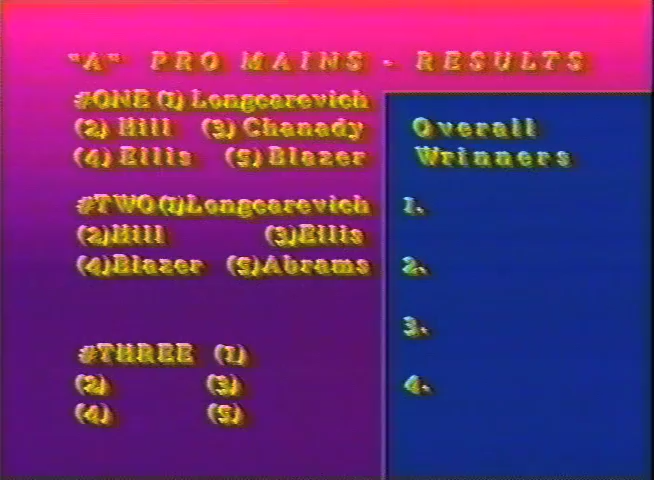 "A" PRO MAINS - RESULTS
#ONE (1) Longcarevich
(2) Hill (3) Chanady
(4) Ellis (5) Blazer
#TWO (1) Longcarevich
(2) Hill (3) Ellis
(4) Blazer (5) Abrams
#THREE (1)
(2) (3)
(4) (5)
Overall
Wrinners
1.
2.
3.
4.